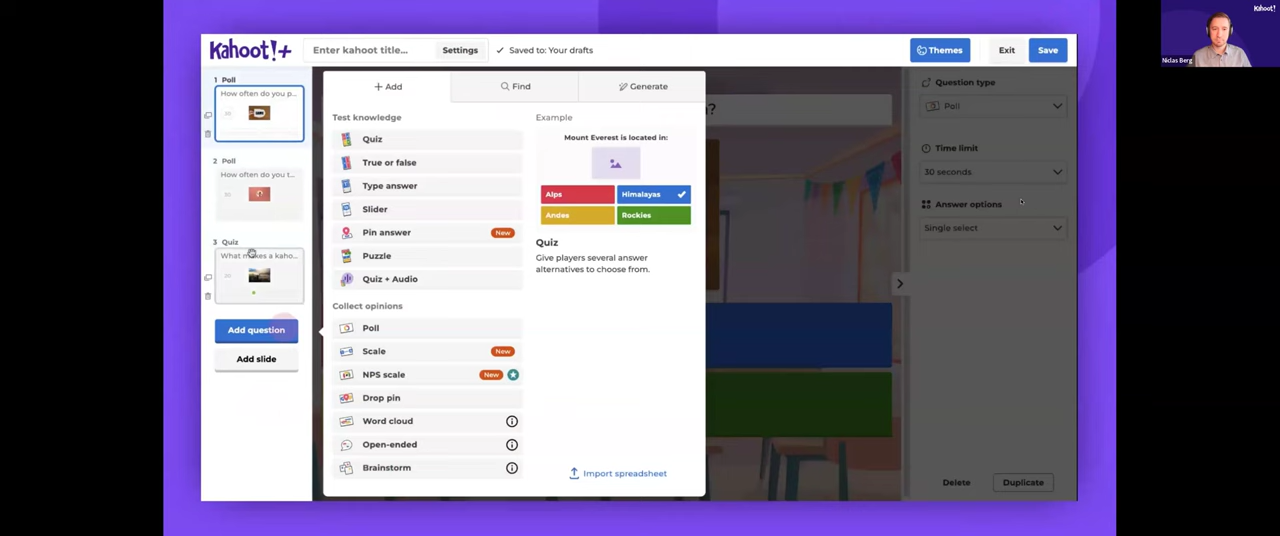 Kahoot!+
Enter kahoot title...
Settings
Saved to: Your drafts
Themes
Exit
Save
1 Poll
How often do you p...
2 Poll
How often do you t...
30
3 Quiz
What makes a kaho...
Add question
Add slide
Add
Find
Generate
Test knowledge
Quiz
True or false
Type answer
Slider
Pin answer
New
Puzzle
Quiz + Audio
Collect opinions
Poll
Scale
New
NPS scale
New
Drop pin
Word cloud
Open-ended
Brainstorm
Example
Mount Everest is located in:
Alps
Himalayas
Andes
Rockies
Quiz
Give players several answer
alternatives to choose from.
Import spreadsheet
?
Question type
Poll
Time limit
30 seconds
Answer options
Single select
Delete
Duplicate
Kahoot!
Niclas Berg